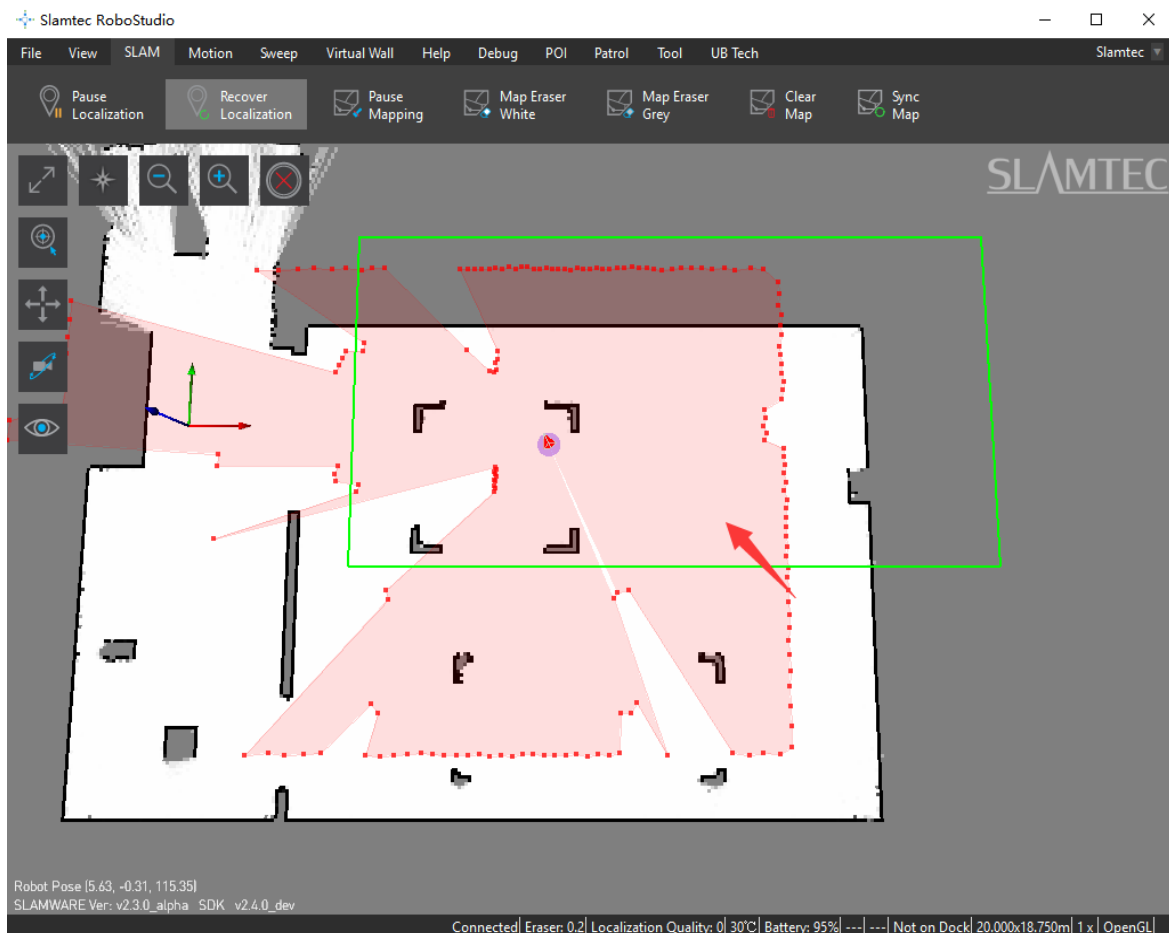 Slamtec RoboStudio
File View SLAM Motion Sweep Virtual Wall Help Debug POI Patrol Tool UB Tech Slamtec
Pause Localization
Recover Localization
Pause Mapping
Map Eraser White
Map Eraser Grey
Clear Map
Sync Map
SLAMTEC
Robot Pose (5.63, -0.31, 115.35)
SLAMWARE Ver: v2.3.0_alpha SDK v2.4.0_dev
Connected| Eraser: 0.2| Localization Quality: 0| 30℃| Battery: 95%| ---| ---| Not on Dock| 20.000x18.750m| 1 x| OpenGL|